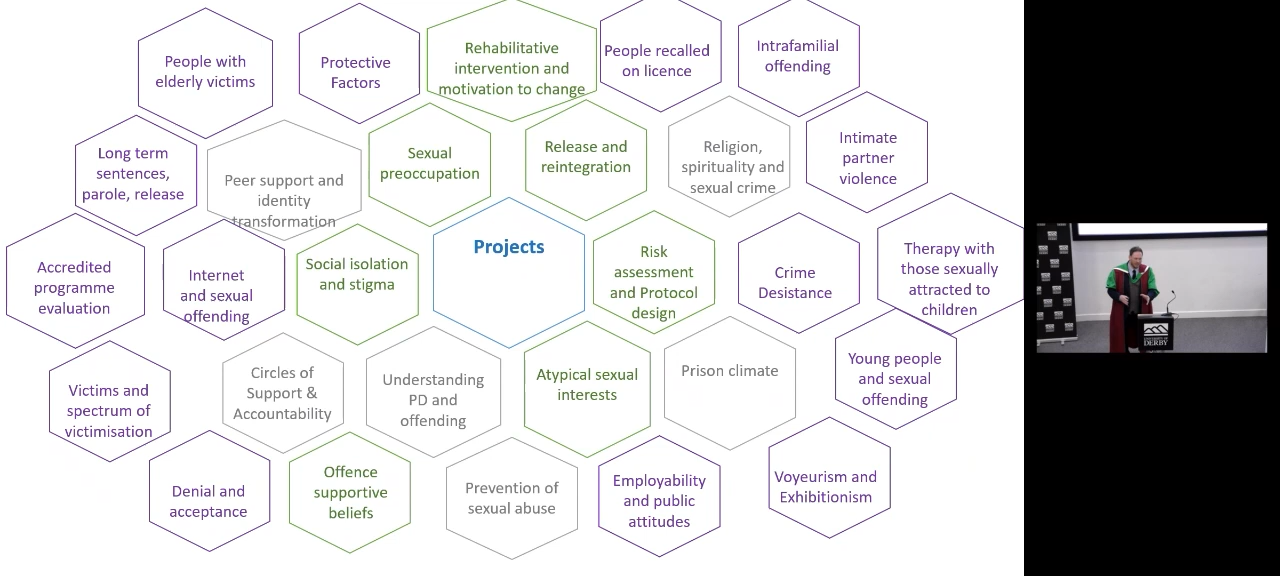 People with
elderly victims
Protective
Factors
Rehabilitative
intervention and
motivation to change
People recalled
on licence
Intrafamilial
offending
Long term
sentences,
parole, release
Peer support and
identity
transformation
Sexual
preoccupation
Release and
reintegration
Religion,
spirituality and
sexual crime
Intimate
partner
violence
Accredited
programme
evaluation
Internet
and sexual
offending
Social isolation
and stigma
Projects
Risk
assessment
and Protocol
design
Crime
Desistance
Therapy with
those sexually
attracted to
children
Victims and
spectrum of
victimisation
Circles of
Support &
Accountability
Understanding
PD and
offending
Atypical sexual
interests
Prison climate
Young people
and sexual
offending
Denial and
acceptance
Offence
supportive
beliefs
Prevention of
sexual abuse
Employability
and public
attitudes
Voyeurism and
Exhibitionism
DERBY